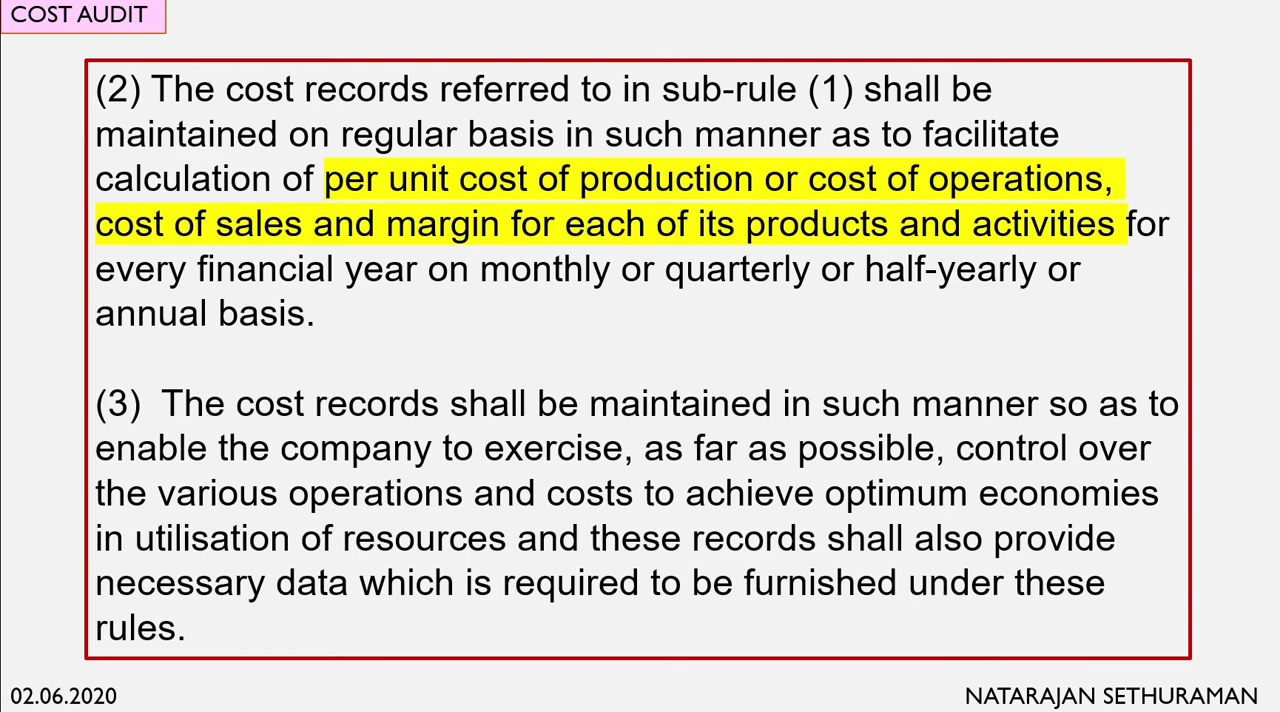 COST AUDIT
(2) The cost records referred to in sub-rule (1) shall be
maintained on regular basis in such manner as to facilitate
calculation of per unit cost of production or cost of operations,
cost of sales and margin for each of its products and activities for
every financial year on monthly or quarterly or half-yearly or
annual basis.
(3) The cost records shall be maintained in such manner so as to
enable the company to exercise, as far as possible, control over
the various operations and costs to achieve optimum economies
in utilisation of resources and these records shall also provide
necessary data which is required to be furnished under these
rules.
02.06.2020
NATARAJAN SETHURAMAN